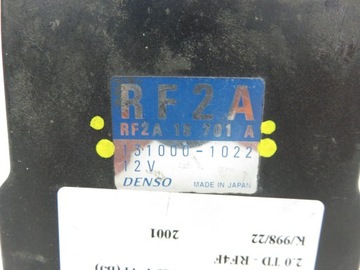 RF2A
RF2A 18 701 A
131000-1022
12V
DENSO MADE IN JAPAN
2.0 TD - RF4F
2001
K/998/22